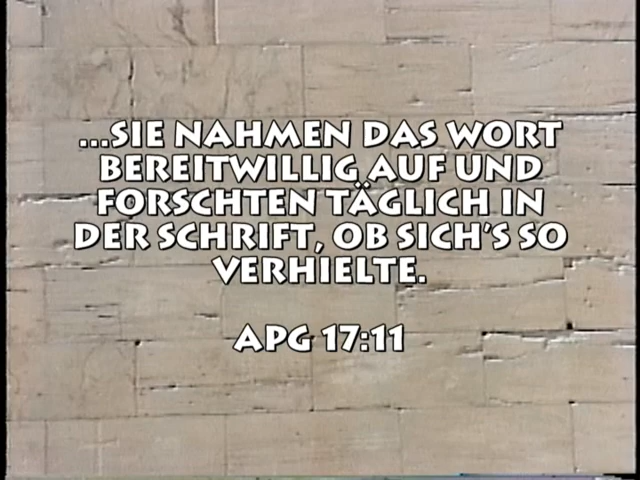 ...SIE NAHMEN DAS WORT
BEREITWILLIG AUF UND
FORSCHTEN TÄGLICH IN
DER SCHRIFT, OB SICH'S SO
VERHIELTE.
APG 17:11